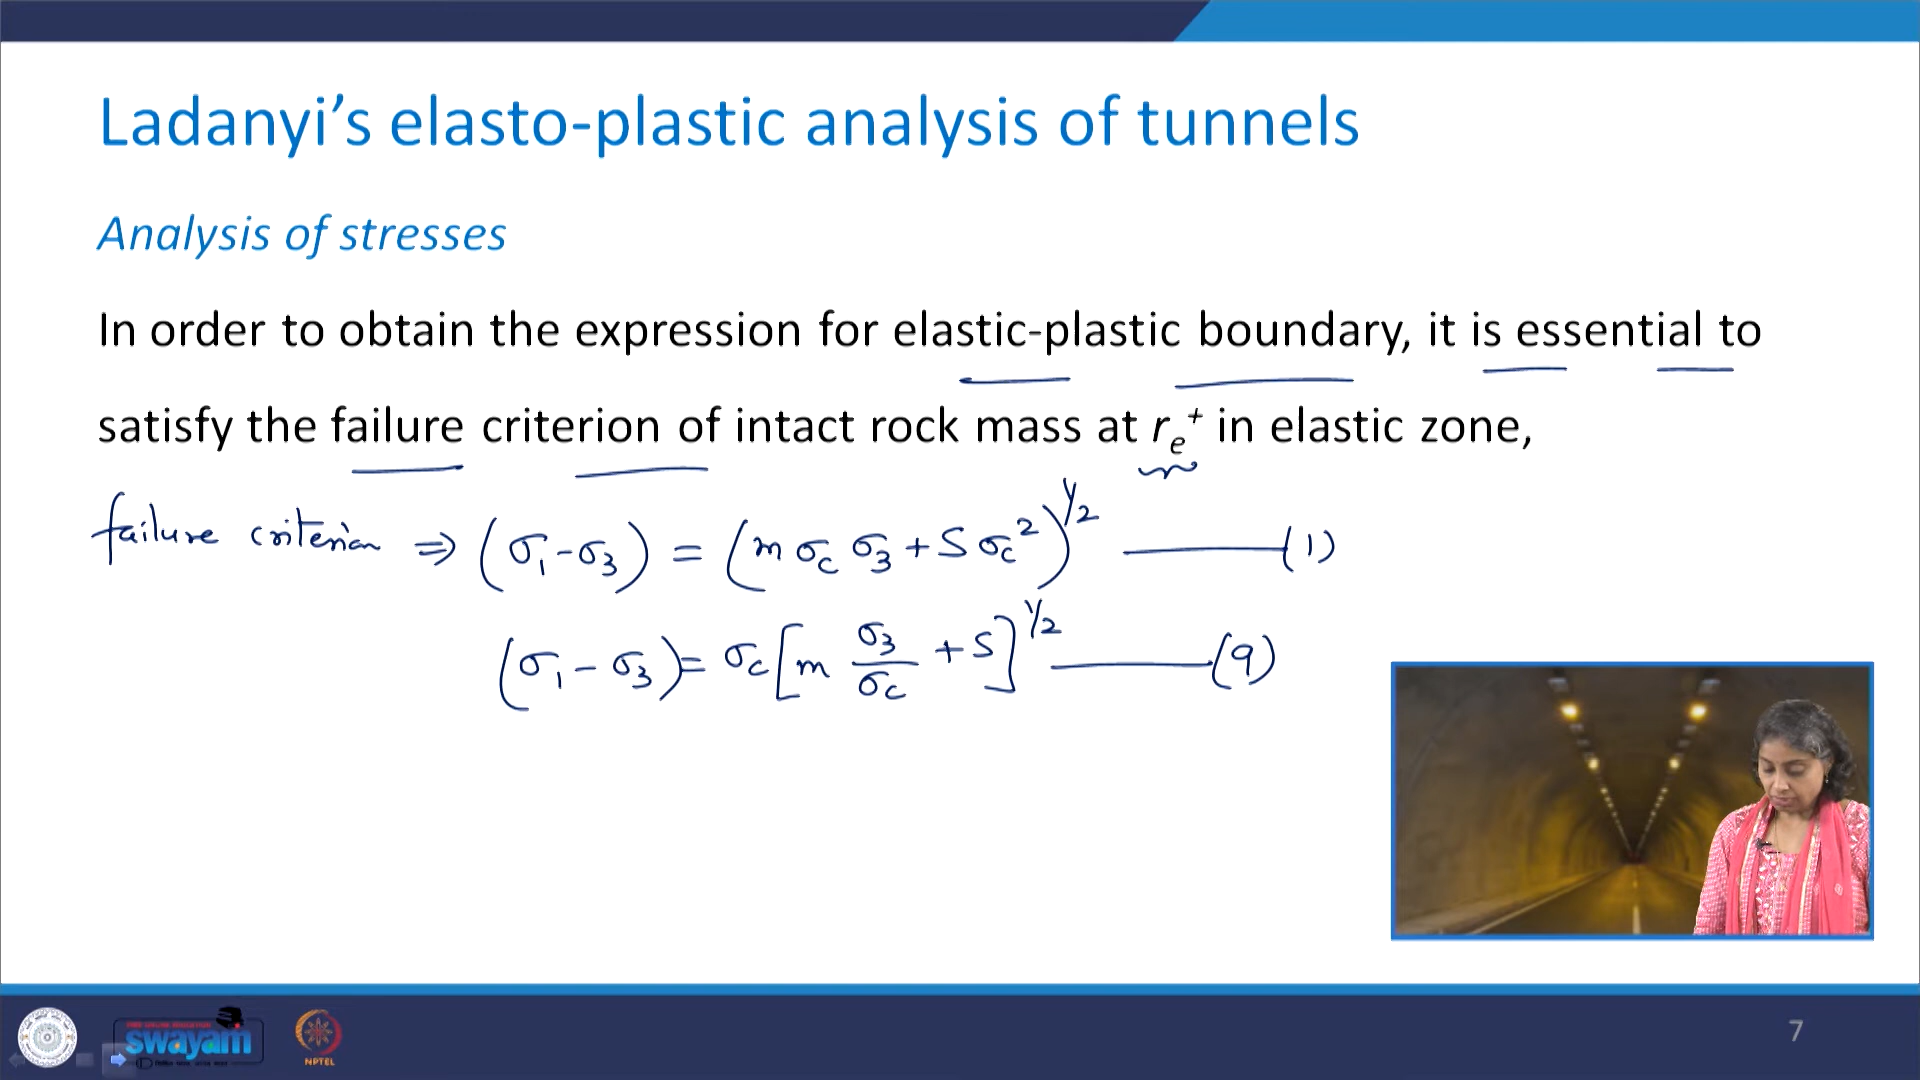 Ladanyi’s elasto-plastic analysis of tunnels
Analysis of stresses
In order to obtain the expression for elastic-plastic boundary, it is essential to
satisfy the failure criterion of intact rock mass at rₑ⁺ in elastic zone,
failure criterion ⇒ (σ₁-σ₃) = (m σc σ₃ + S σc²)^1/2 ——(1)
(σ₁ - σ₃) = σc [m σ₃/σc + S]^1/2 ——(9)
swayam
NPTEL
7